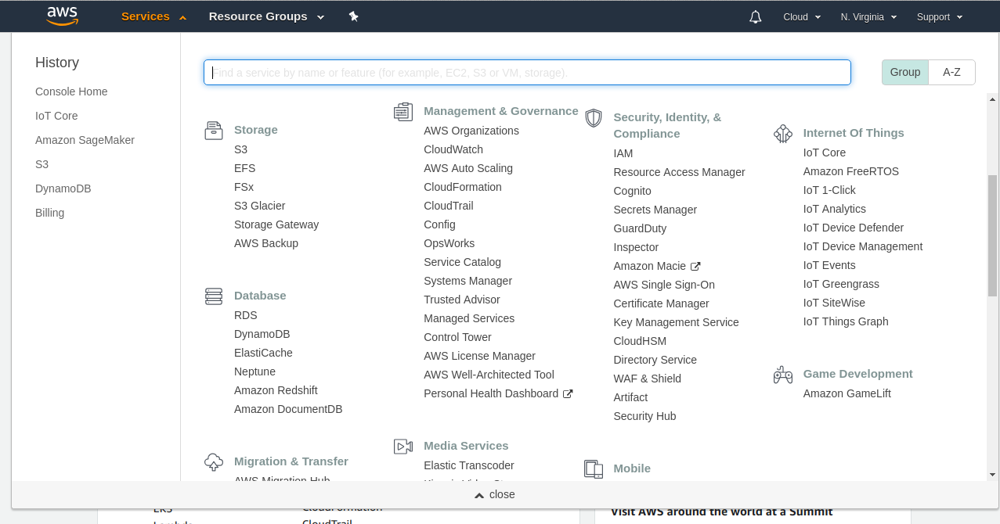 aws
Services
Resource Groups
Cloud
N. Virginia
Support
History
Console Home
IoT Core
Amazon SageMaker
S3
DynamoDB
Billing
Find a service by name or feature (for example, EC2, S3 or VM, storage).
Group
A-Z
Storage
S3
EFS
FSx
S3 Glacier
Storage Gateway
AWS Backup
Database
RDS
DynamoDB
ElastiCache
Neptune
Amazon Redshift
Amazon DocumentDB
Migration & Transfer
AWS Migration Hub
Management & Governance
AWS Organizations
CloudWatch
AWS Auto Scaling
CloudFormation
CloudTrail
Config
OpsWorks
Service Catalog
Systems Manager
Trusted Advisor
Managed Services
Control Tower
AWS License Manager
AWS Well-Architected Tool
Personal Health Dashboard
Media Services
Elastic Transcoder
Security, Identity, &
Compliance
IAM
Resource Access Manager
Cognito
Secrets Manager
GuardDuty
Inspector
Amazon Macie
AWS Single Sign-On
Certificate Manager
Key Management Service
CloudHSM
Directory Service
WAF & Shield
Artifact
Security Hub
Mobile
Internet Of Things
IoT Core
Amazon FreeRTOS
IoT 1-Click
IoT Analytics
IoT Device Defender
IoT Device Management
IoT Events
IoT Greengrass
IoT SiteWise
IoT Things Graph
Game Development
Amazon GameLift
close
EKS
CloudFormation
Lambda
CloudTrail
Visit AWS around the world at a Summit